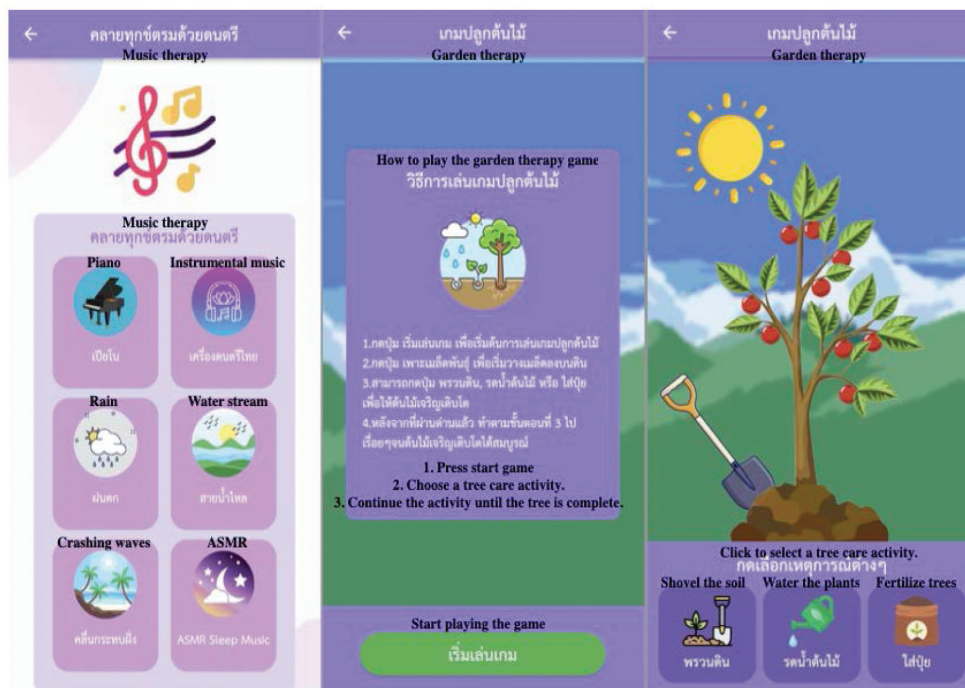 คลายทุกข์ตรมด้วยดนตรี
Music therapy
Music therapy
คลายทุกข์ตรมด้วยดนตรี
Piano
เปียโน
Instrumental music
เครื่องดนตรีไทย
Rain
ฝนตก
Water stream
สายน้ำไหล
Crashing waves
คลื่นกระทบฝั่ง
ASMR
ASMR Sleep Music
เกมปลูกต้นไม้
Garden therapy
How to play the garden therapy game
วิธีการเล่นเกมปลูกต้นไม้
1.กดปุ่ม เริ่มเล่นเกม เพื่อเริ่มต้นการเล่นเกมปลูกต้นไม้
2.กดปุ่ม เพาะเมล็ดพันธุ์ เพื่อเริ่มวางเมล็ดลงบนดิน
3.สามารถกดปุ่ม พรวนดิน, รดน้ำต้นไม้ หรือ ใส่ปุ๋ย
เพื่อให้ต้นไม้เจริญเติบโต
4.หลังจากที่ผ่านด่านแล้ว ทำตามขั้นตอนที่ 3 ไป
เรื่อยๆจนต้นไม้เจริญเติบโตได้สมบูรณ์
1. Press start game
2. Choose a tree care activity.
3. Continue the activity until the tree is complete.
Start playing the game
เริ่มเล่นเกม
เกมปลูกต้นไม้
Garden therapy
Click to select a tree care activity.
กดเลือกเหตุการณ์ต่างๆ
Shovel the soil
พรวนดิน
Water the plants
รดน้ำต้นไม้
Fertilize trees
ใส่ปุ๋ย